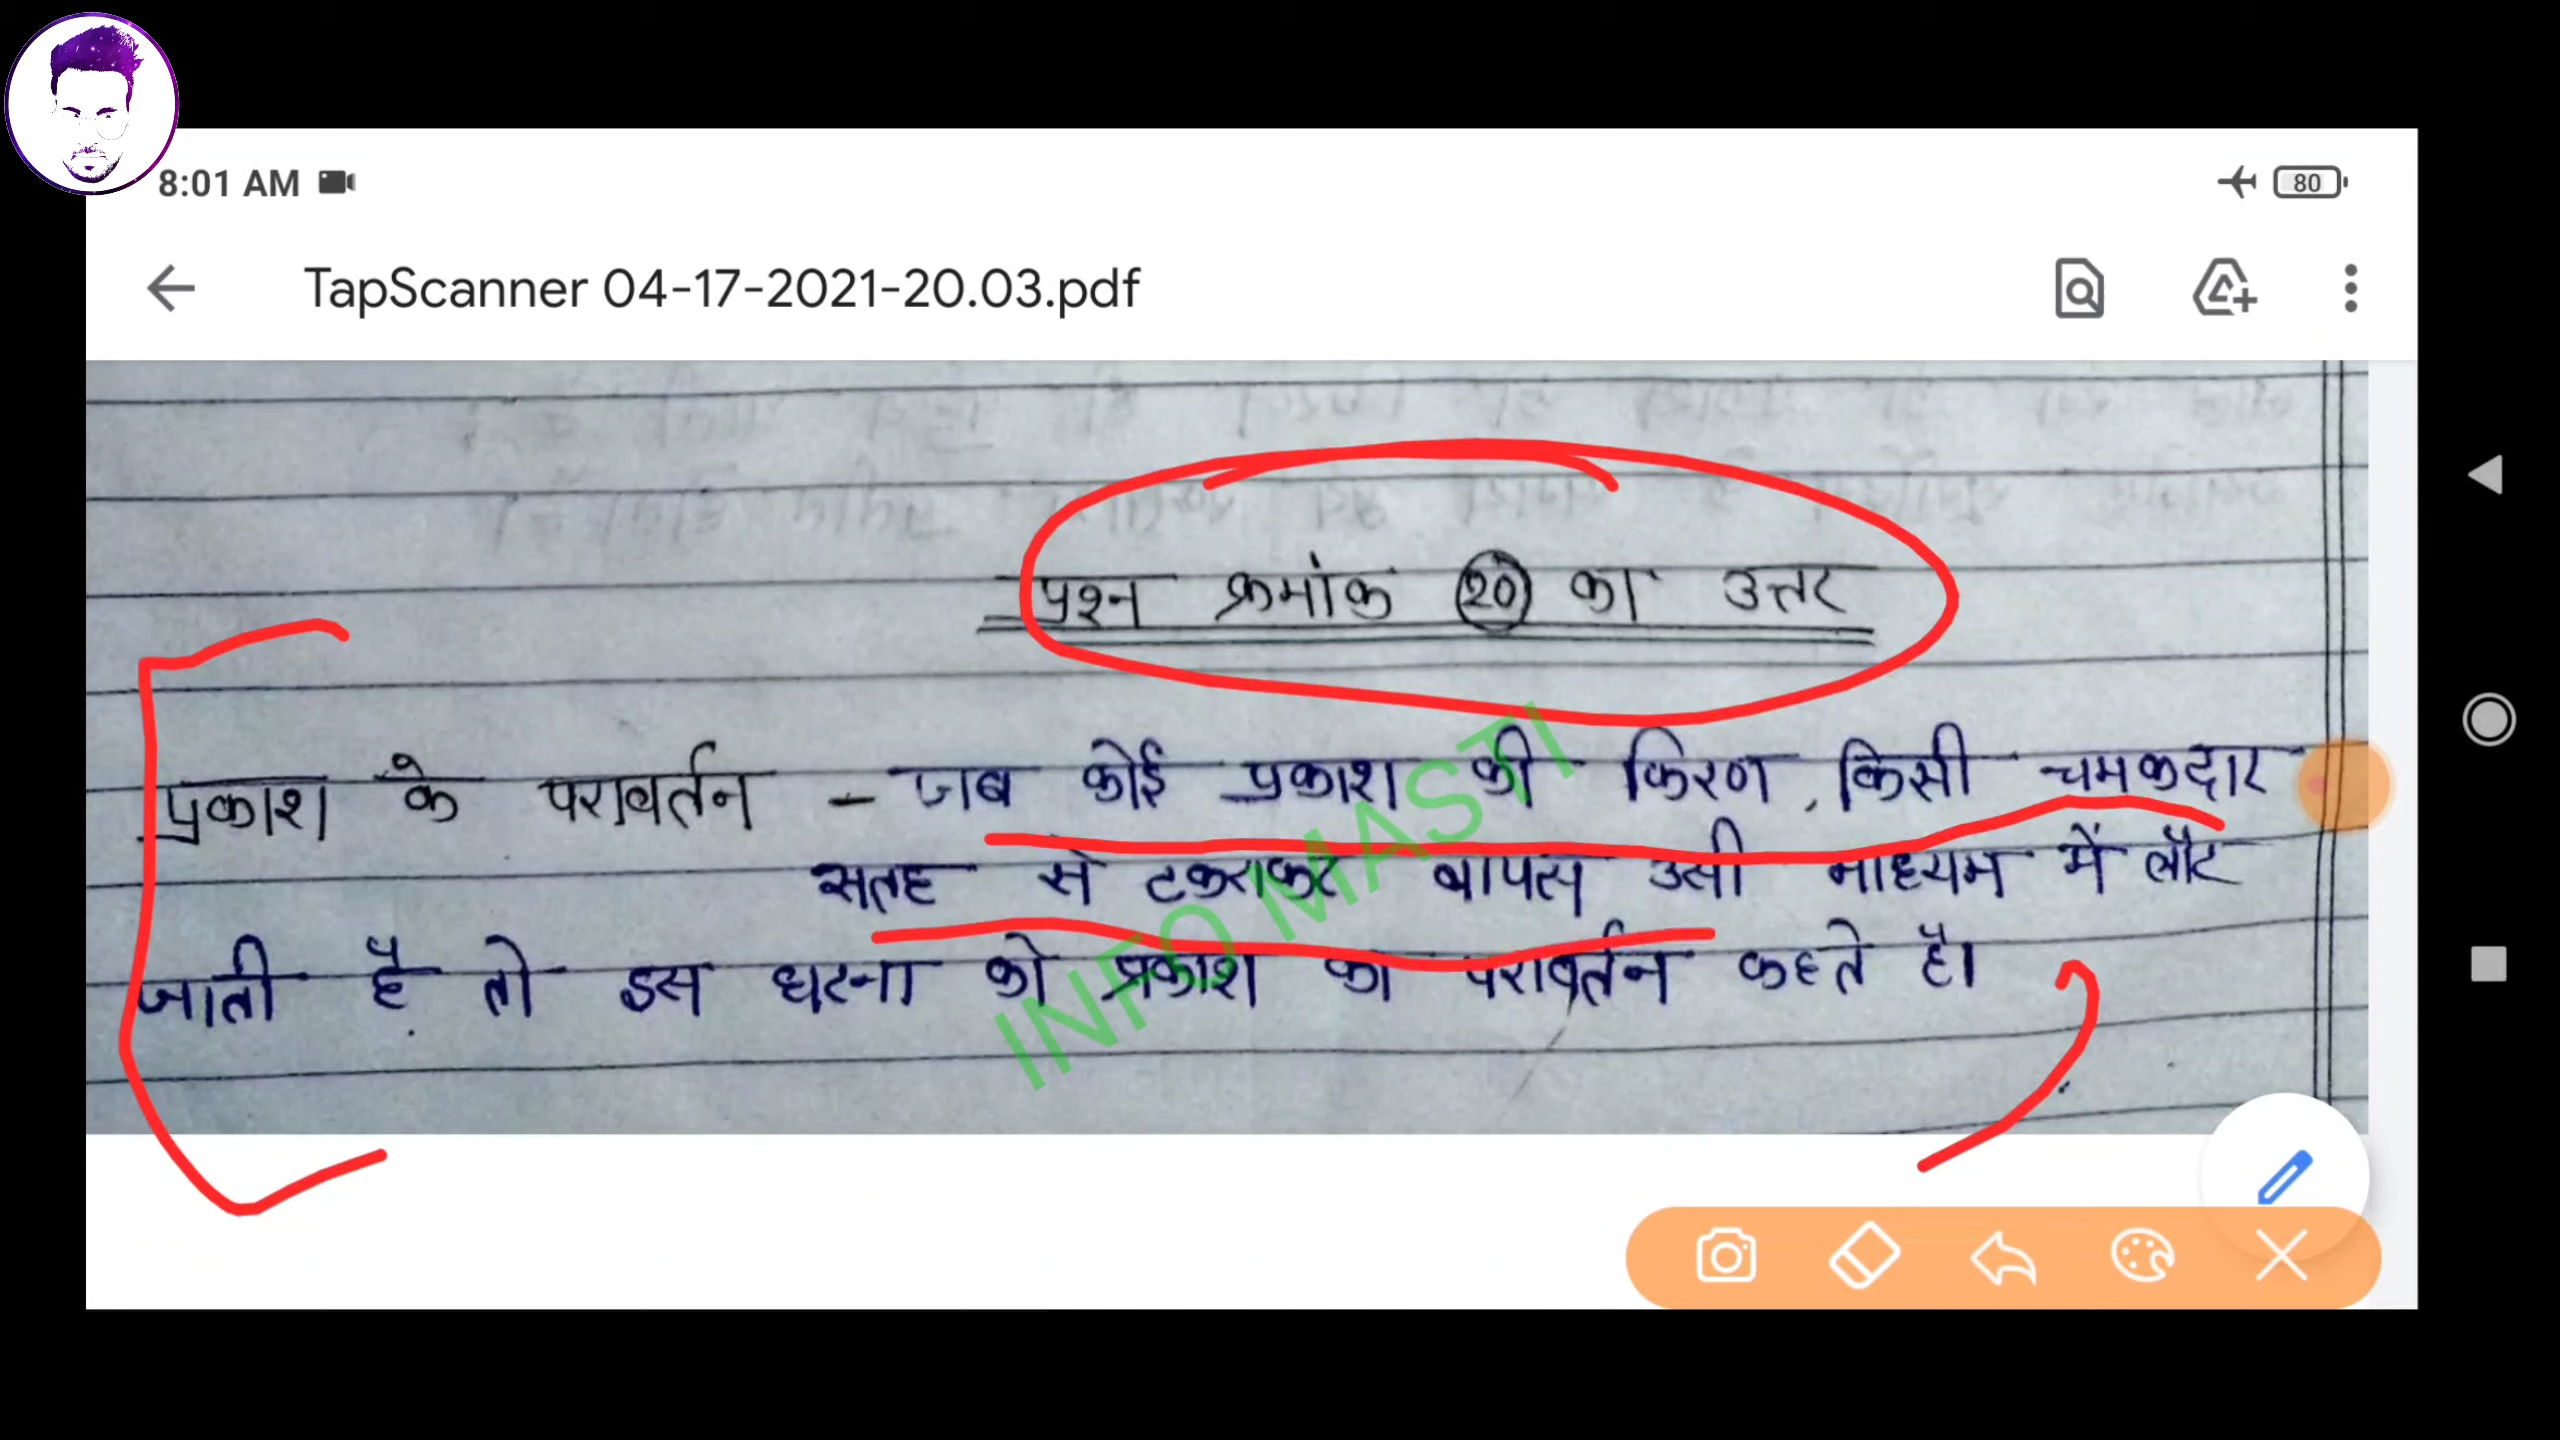 8:01 AM
80
TapScanner 04-17-2021-20.03.pdf
प्रश्न क्रमांक 20 का उत्तर
प्रकाश के परावर्तन – जब कोई प्रकाश की किरण, किसी चमकदार
सतह से टकराकर वापस उसी माध्यम में लौट
जाती है तो इस घटना को प्रकाश का परावर्तन कहते है।
INFO MASTI